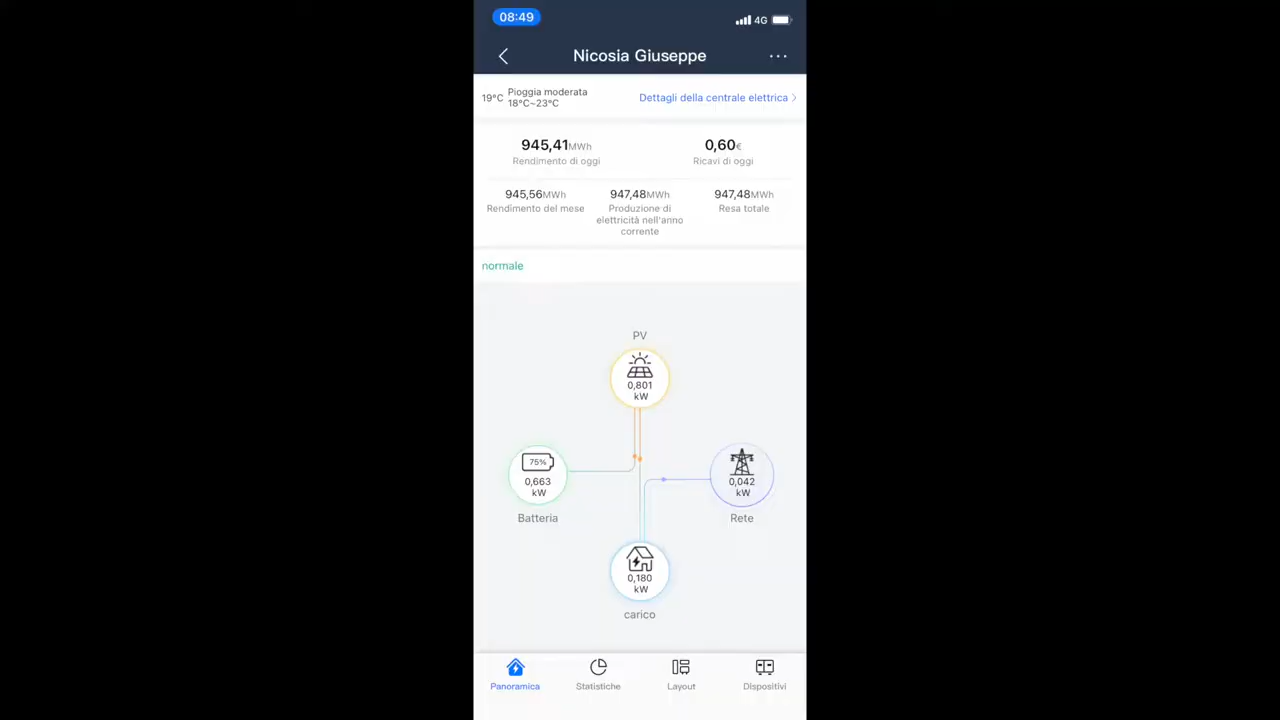 08:49
4G
Nicosia Giuseppe
19°C
Pioggia moderata
18°C~23°C
Dettagli della centrale elettrica
945,41MWh
0,60€
Rendimento di oggi
Ricavi di oggi
945,56MWh
947,48MWh
947,48MWh
Rendimento del mese
Produzione di
elettricità nell'anno
corrente
Resa totale
normale
PV
0,801
kW
75%
0,663
kW
Batteria
0,042
kW
Rete
0,180
kW
carico
Panoramica
Statistiche
Layout
Dispositivi